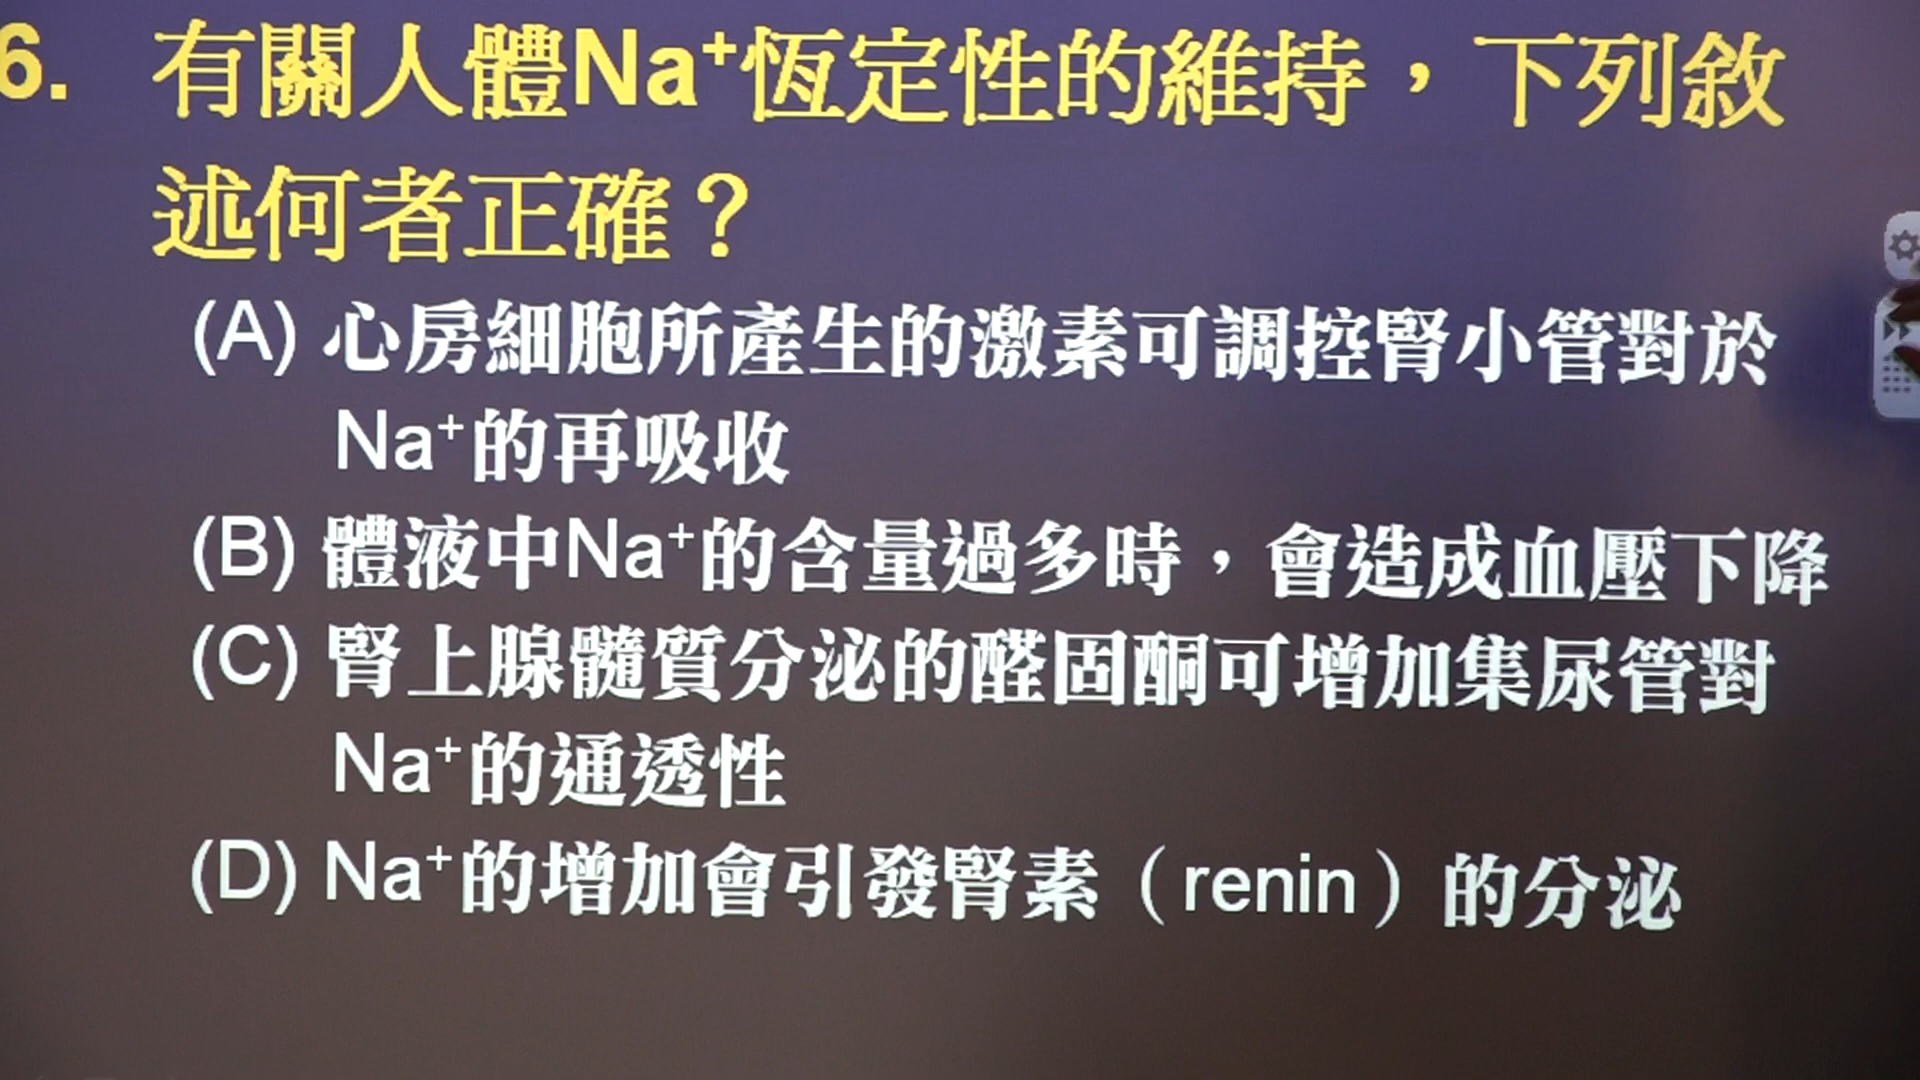 6. 有關人體Na⁺恆定性的維持，下列敘
述何者正確？
(A) 心房細胞所產生的激素可調控腎小管對於
Na⁺的再吸收
(B) 體液中Na⁺的含量過多時，會造成血壓下降
(C) 腎上腺髓質分泌的醛固酮可增加集尿管對
Na⁺的通透性
(D) Na⁺的增加會引發腎素（renin）的分泌